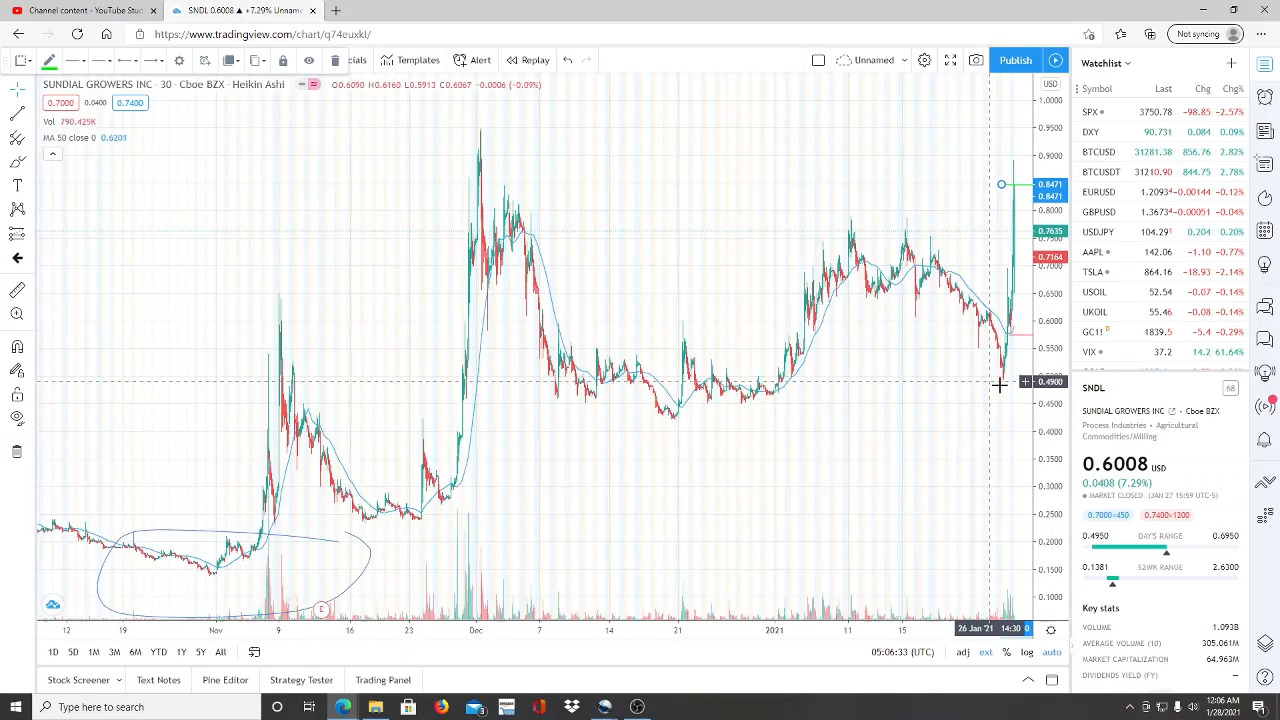 Channel content - YouTube Stud
SNDL 0.6008 ▲ +7.29% Unname
https://www.tradingview.com/chart/q74euxkl/
Not syncing
cials
Templates
Alert
Replay
Unnamed
Publish
Watchlist
SUNDIAL GROWERS INC · 30 · Cboe BZX · Heikin Ashi
O0.6090 H0.6160 L0.5913 C0.6067 -0.0006 (-0.09%)
0.7000 0.0400 0.7400
Vol 790.425K
MA 50 close 0 0.6201
USD
1.0000
0.9500
0.9000
0.8471
0.8471
0.8000
0.7635
0.7500
0.7164
0.7000
0.6500
0.6000
0.5500
0.4900
0.4500
0.4000
0.3500
0.3000
0.2500
0.2000
0.1500
0.1000
E
12 19 Nov 9 16 23 Dec 7 14 21 2021 11 15 26 Jan '21 14:30
1D 5D 1M 3M 6M YTD 1Y 5Y All
05:06:33 (UTC) adj ext % log auto
Stock Screener Text Notes Pine Editor Strategy Tester Trading Panel
Symbol Last Chg Chg%
SPX 3750.78 -98.85 -2.57%
DXY 90.731 0.084 0.09%
BTCUSD 31281.38 856.76 2.82%
BTCUSDT 31210.90 844.75 2.78%
EURUSD 1.2093⁴ -0.00144 -0.12%
GBPUSD 1.3673⁴ -0.00051 -0.04%
USDJPY 104.29¹ 0.204 0.20%
AAPL 142.06 -1.10 -0.77%
TSLA 864.16 -18.93 -2.14%
USOIL 52.54 -0.07 -0.14%
UKOIL 55.46 -0.08 -0.14%
GC1! D 1839.5 -5.4 -0.29%
VIX 37.2 14.2 61.64%
SNDL
68
SUNDIAL GROWERS INC · Cboe BZX
Process Industries · Agricultural
Commodities/Milling
0.6008 USD
0.0408 (7.29%)
MARKET CLOSED (JAN 27 15:59 UTC-5)
0.7000×450 0.7400×1200
0.4950 DAY'S RANGE 0.6950
0.1381 52WK RANGE 2.6300
Key stats
VOLUME 1.093B
AVERAGE VOLUME (10) 305.061M
MARKET CAPITALIZATION 64.963M
DIVIDENDS YIELD (FY) —
Type here to search
12:06 AM
1/28/2021